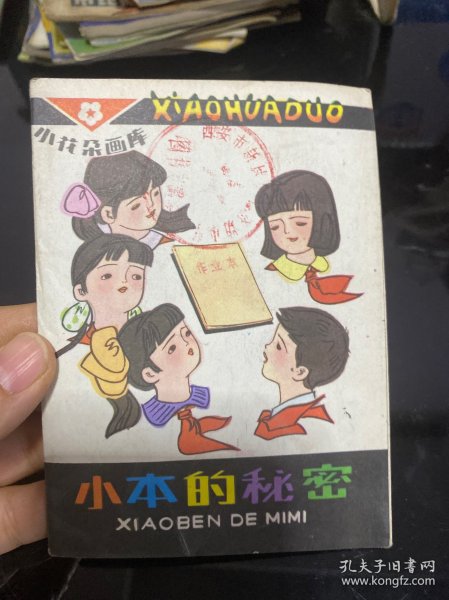 XiAOHUADUO
小花朵画库
作业本
小本的秘密
XIAOBEN DE MIMI
孔夫子旧书网
www.kongfz.com